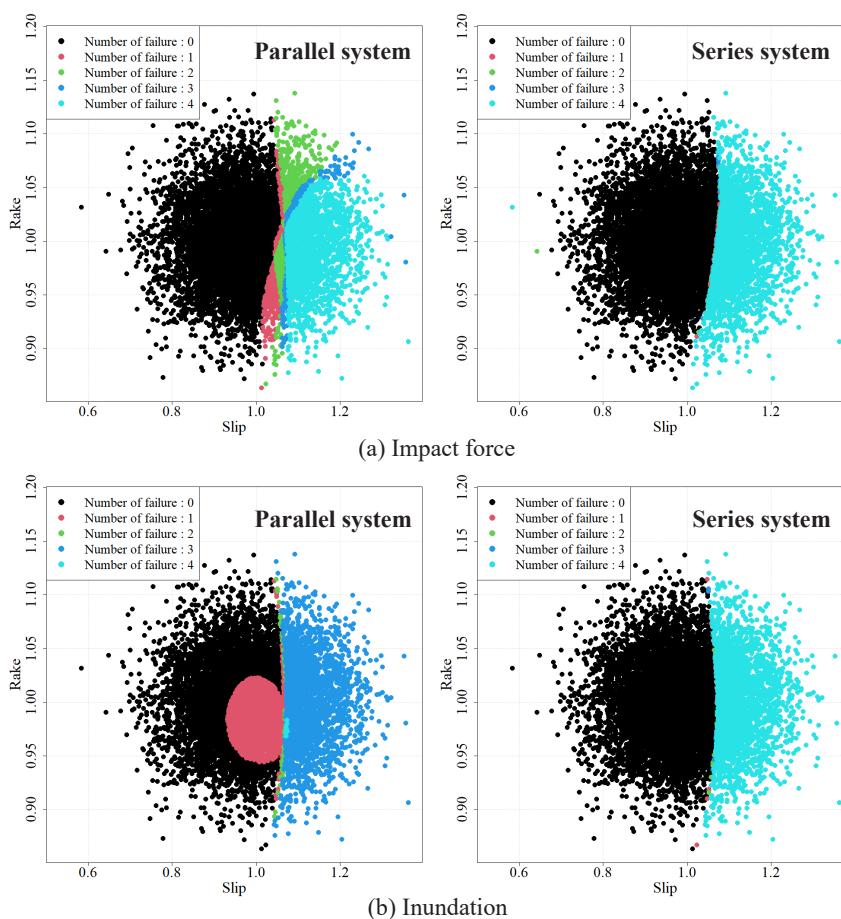 Number of failure : 0
Number of failure : 1
Number of failure : 2
Number of failure : 3
Number of failure : 4
Parallel system
Rake
1.20
1.15
1.10
1.05
1.00
0.95
0.90
0.6 0.8 1.0 1.2
Slip
Number of failure : 0
Number of failure : 1
Number of failure : 2
Number of failure : 3
Number of failure : 4
Series system
Rake
1.20
1.15
1.10
1.05
1.00
0.95
0.90
0.6 0.8 1.0 1.2
Slip
(a) Impact force
Number of failure : 0
Number of failure : 1
Number of failure : 2
Number of failure : 3
Number of failure : 4
Parallel system
Rake
1.20
1.15
1.10
1.05
1.00
0.95
0.90
0.6 0.8 1.0 1.2
Slip
Number of failure : 0
Number of failure : 1
Number of failure : 2
Number of failure : 3
Number of failure : 4
Series system
Rake
1.20
1.15
1.10
1.05
1.00
0.95
0.90
0.6 0.8 1.0 1.2
Slip
(b) Inundation